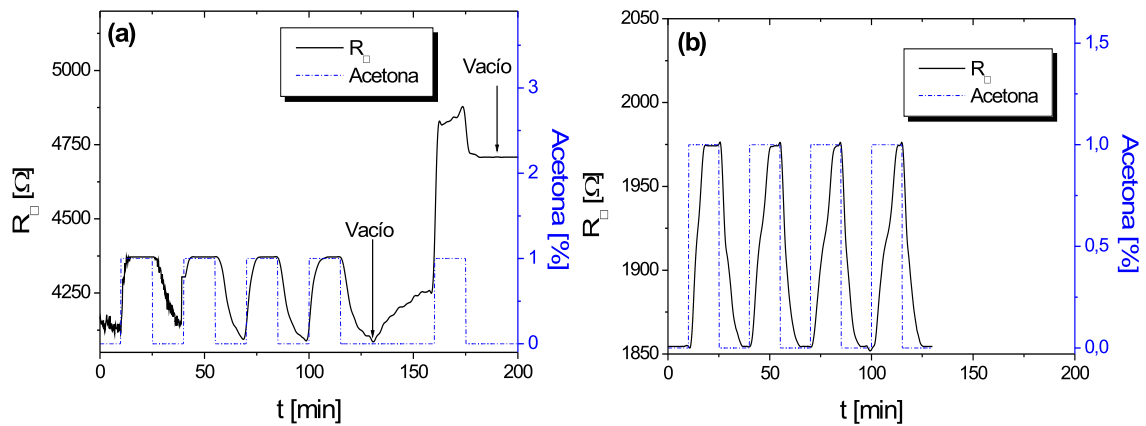 (a)
R□
Acetona
Vacío
Vacío
5000
4750
4500
4250
R□ [Ω]
3
2
1
0
Acetona [%]
0
50
100
150
200
t [min]
(b)
R□
Acetona
2050
2000
1950
1900
1850
R□ [Ω]
1,5
1,0
0,5
0,0
Acetona [%]
0
50
100
150
200
t [min]